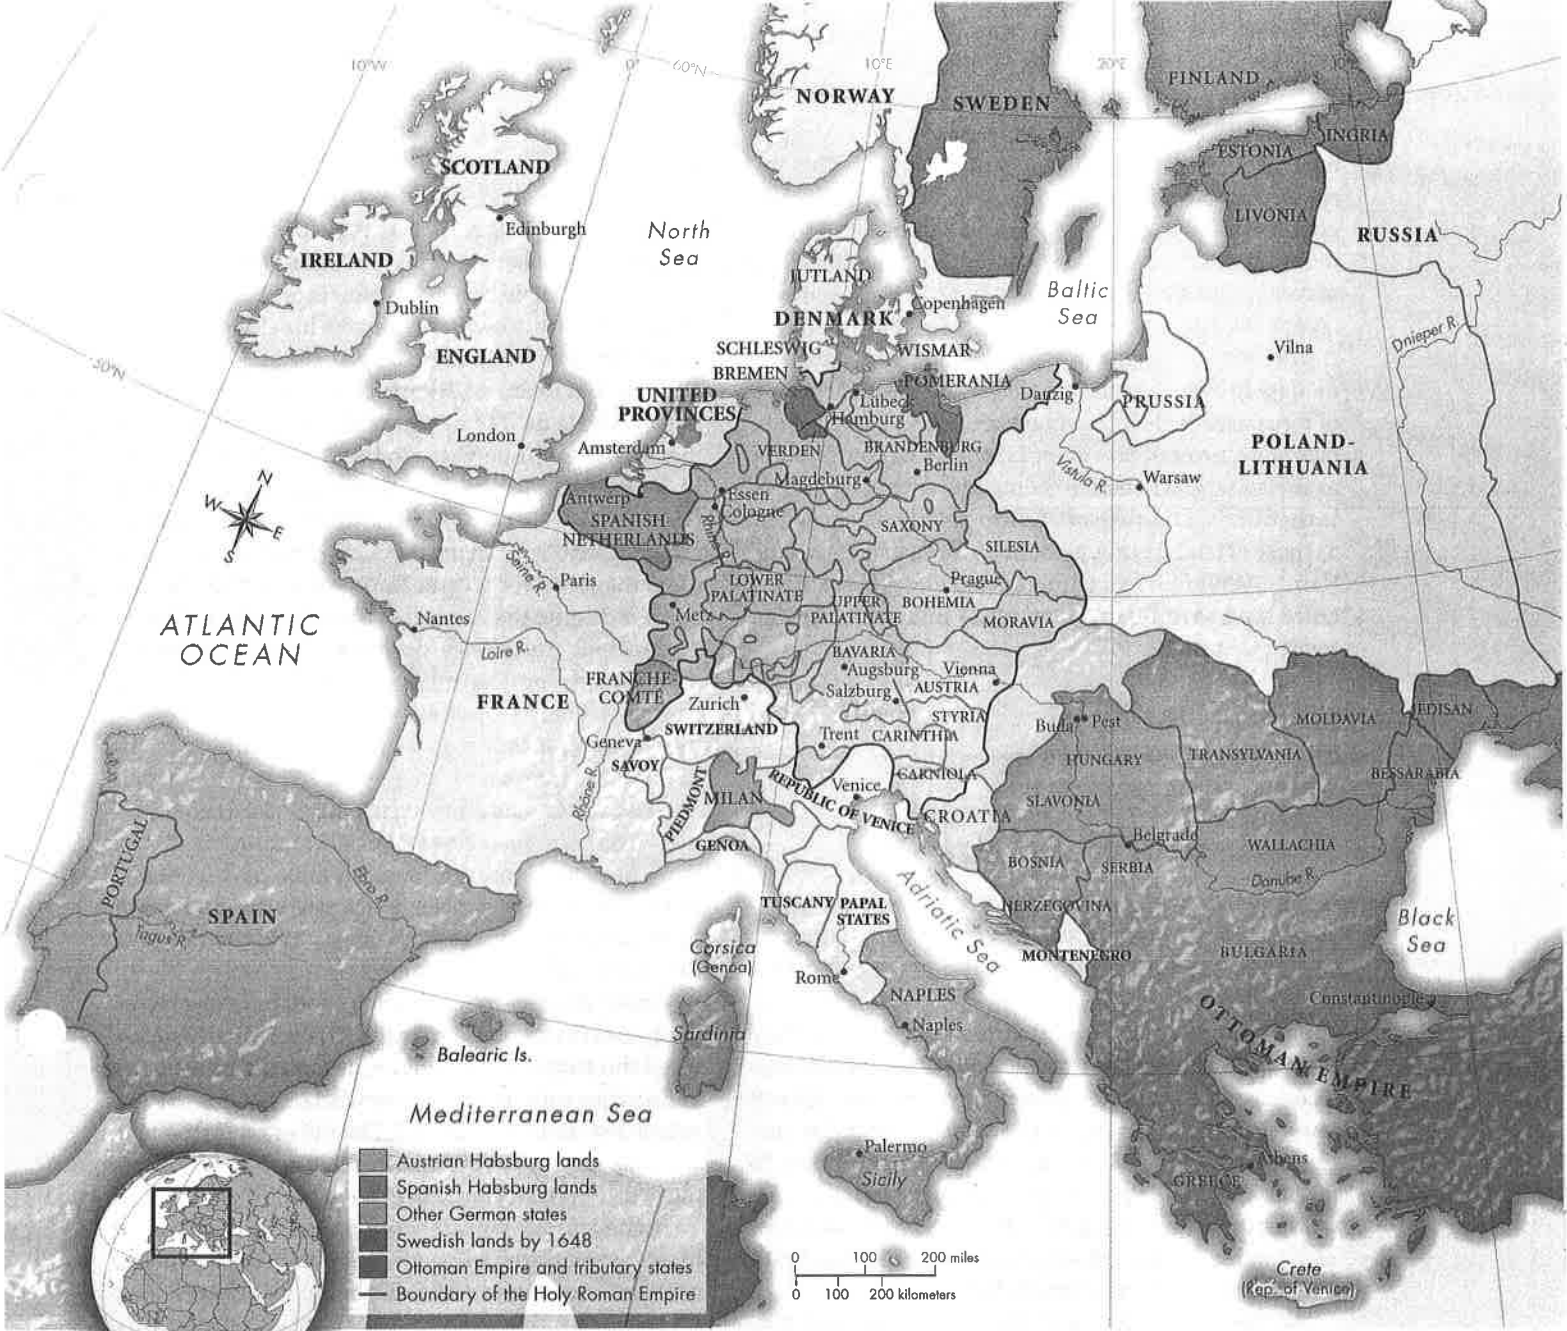 10°W
0°
60°N
10°E
20°E
NORWAY
SWEDEN
FINLAND
INGRIA
ESTONIA
LIVONIA
RUSSIA
SCOTLAND
Edinburgh
IRELAND
Dublin
ENGLAND
London
50°N
North
Sea
JUTLAND
Copenhagen
DENMARK
Baltic
Sea
SCHLESWIG
WISMAR
BREMEN
POMERANIA
UNITED
PROVINCES
Lübeck
Hamburg
Danzig
PRUSSIA
Vilna
Dnieper R.
Amsterdam
VERDEN
BRANDENBURG
Berlin
POLAND-
LITHUANIA
Magdeburg
Vistula R.
Warsaw
N
W
E
S
Antwerp
Essen
Cologne
SPANISH
NETHERLANDS
Rhine R.
SAXONY
SILESIA
Seine R.
Paris
LOWER
PALATINATE
Prague
BOHEMIA
UPPER
PALATINATE
MORAVIA
Metz
ATLANTIC
OCEAN
Nantes
Loire R.
BAVARIA
Augsburg
Vienna
FRANCHE-
COMTÉ
Salzburg
AUSTRIA
FRANCE
Zurich
SWITZERLAND
STYRIA
Buda
Pest
MOLDAVIA
EDISAN
Geneva
Trent
CARINTHIA
HUNGARY
TRANSYLVANIA
SAVOY
BESSARABIA
Rhone R.
PIEDMONT
MILAN
REPUBLIC OF VENICE
Venice
CARNIOLA
SLAVONIA
CROATIA
GENOA
Belgrade
WALLACHIA
BOSNIA
SERBIA
Danube R.
PORTUGAL
SPAIN
Ebro R.
Tagus R.
TUSCANY
PAPAL
STATES
Adriatic Sea
HERZEGOVINA
MONTENEGRO
BULGARIA
Black
Sea
Corsica
(Genoa)
Rome
NAPLES
Naples
Constantinople
OTTOMAN EMPIRE
Sardinia
Balearic Is.
Mediterranean Sea
Palermo
Sicily
Athens
GREECE
Crete
(Rep. of Venice)
Austrian Habsburg lands
Spanish Habsburg lands
Other German states
Swedish lands by 1648
Ottoman Empire and tributary states
Boundary of the Holy Roman Empire
0 100 200 miles
0 100 200 kilometers